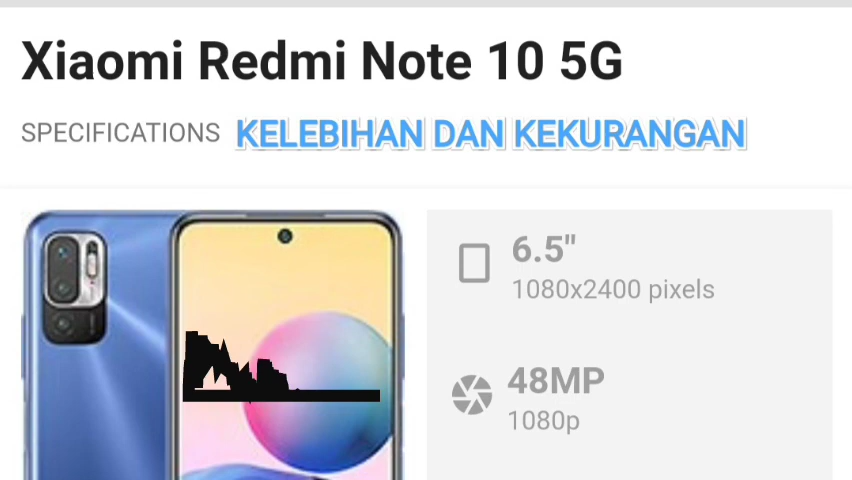 Xiaomi Redmi Note 10 5G
SPECIFICATIONS KELEBIHAN DAN KEKURANGAN
6.5"
1080x2400 pixels
48MP
1080p